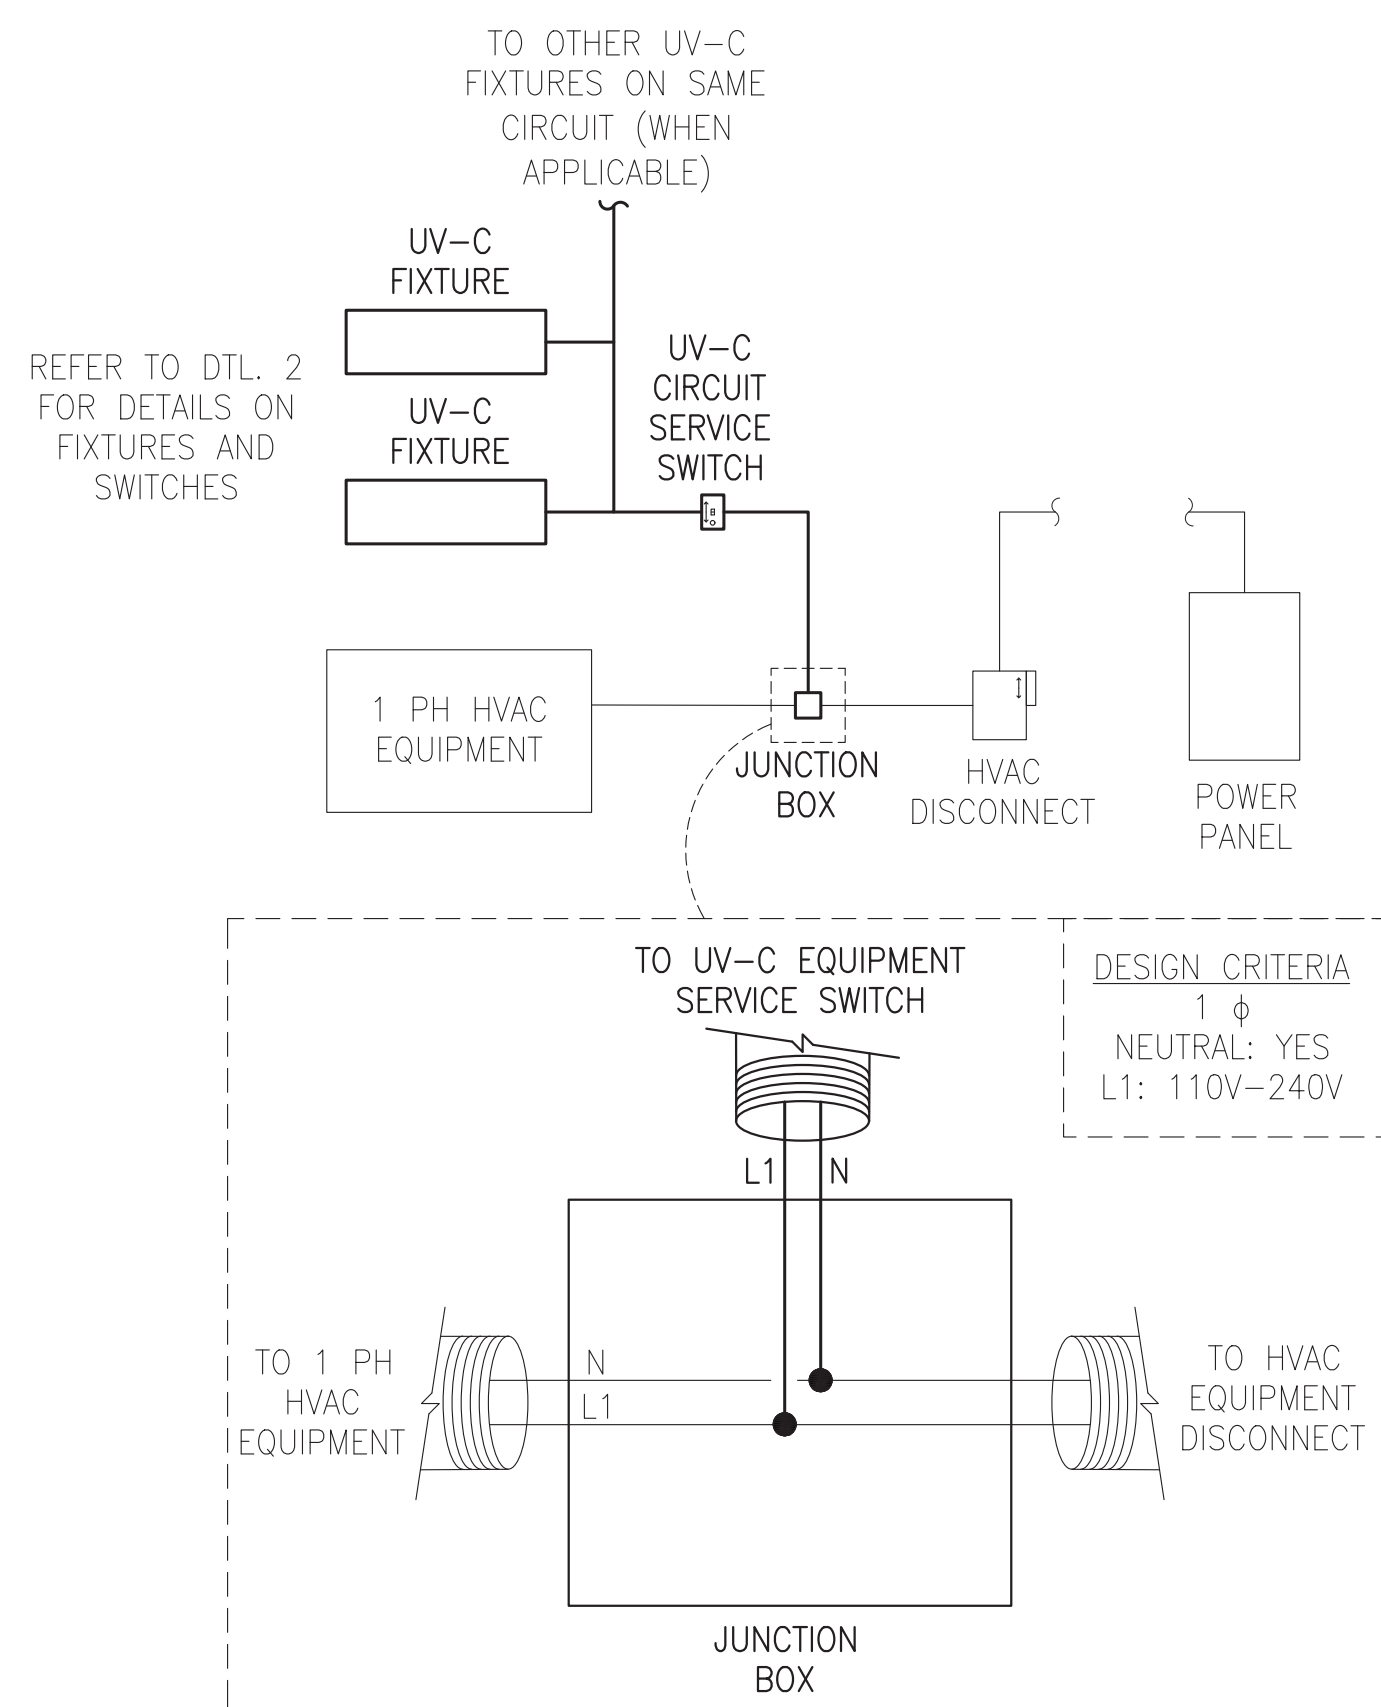 TO OTHER UV-C
FIXTURES ON SAME
CIRCUIT (WHEN
APPLICABLE)
UV-C
FIXTURE
REFER TO DTL. 2
FOR DETAILS ON
FIXTURES AND
SWITCHES
UV-C
FIXTURE
UV-C
CIRCUIT
SERVICE
SWITCH
1 PH HVAC
EQUIPMENT
JUNCTION
BOX
HVAC
DISCONNECT
POWER
PANEL
TO UV-C EQUIPMENT
SERVICE SWITCH
DESIGN CRITERIA
1 ϕ
NEUTRAL: YES
L1: 110V-240V
L1
N
TO 1 PH
HVAC
EQUIPMENT
N
L1
TO HVAC
EQUIPMENT
DISCONNECT
JUNCTION
BOX